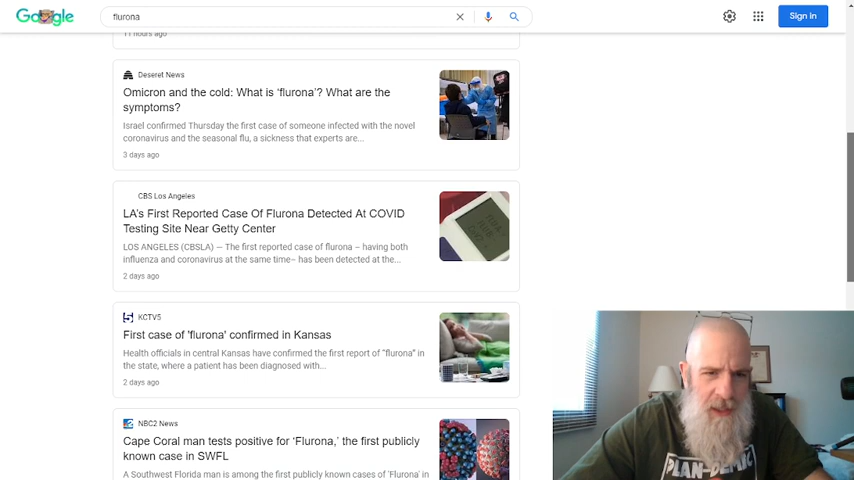 Google
flurona
Sign in
11 hours ago
Deseret News
Omicron and the cold: What is ‘flurona’? What are the
symptoms?
Israel confirmed Thursday the first case of someone infected with the novel
coronavirus and the seasonal flu, a sickness that experts are...
3 days ago
CBS Los Angeles
LA's First Reported Case Of Flurona Detected At COVID
Testing Site Near Getty Center
LOS ANGELES (CBSLA) — The first reported case of flurona – having both
influenza and coronavirus at the same time– has been detected at the...
2 days ago
KCTV5
First case of 'flurona' confirmed in Kansas
Health officials in central Kansas have confirmed the first report of “flurona” in
the state, where a patient has been diagnosed with...
2 days ago
NBC2 News
Cape Coral man tests positive for ‘Flurona,’ the first publicly
known case in SWFL
A Southwest Florida man is among the first publicly known cases of ‘Flurona’ in
PLAN-DEMIC